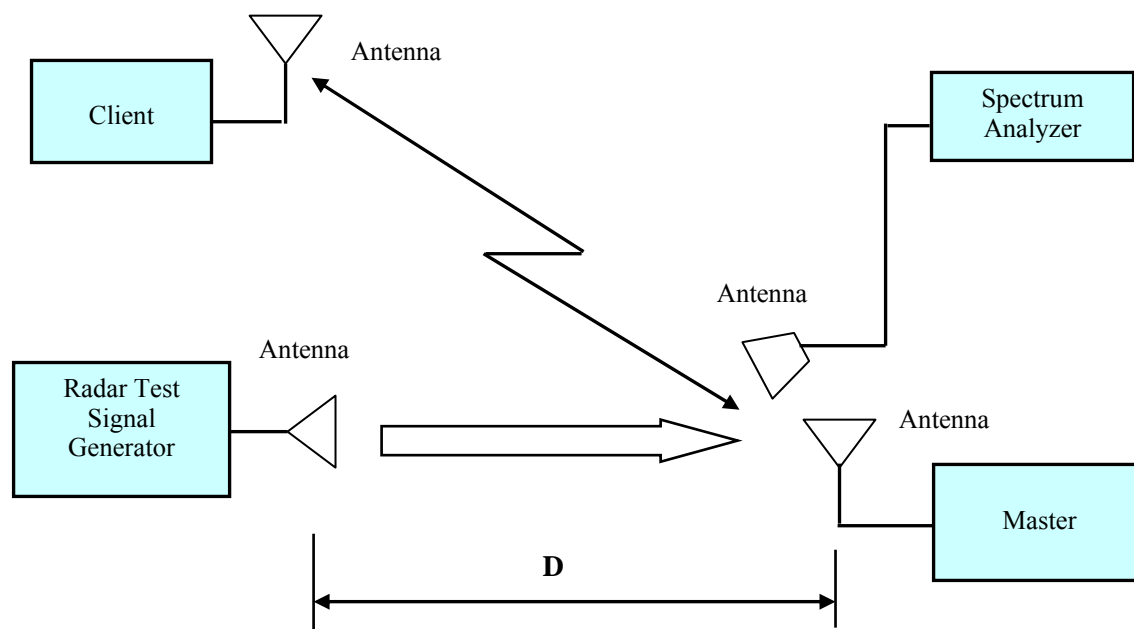 Antenna
Client
Spectrum
Analyzer
Antenna
Antenna
Radar Test
Signal
Generator
Antenna
Master
D